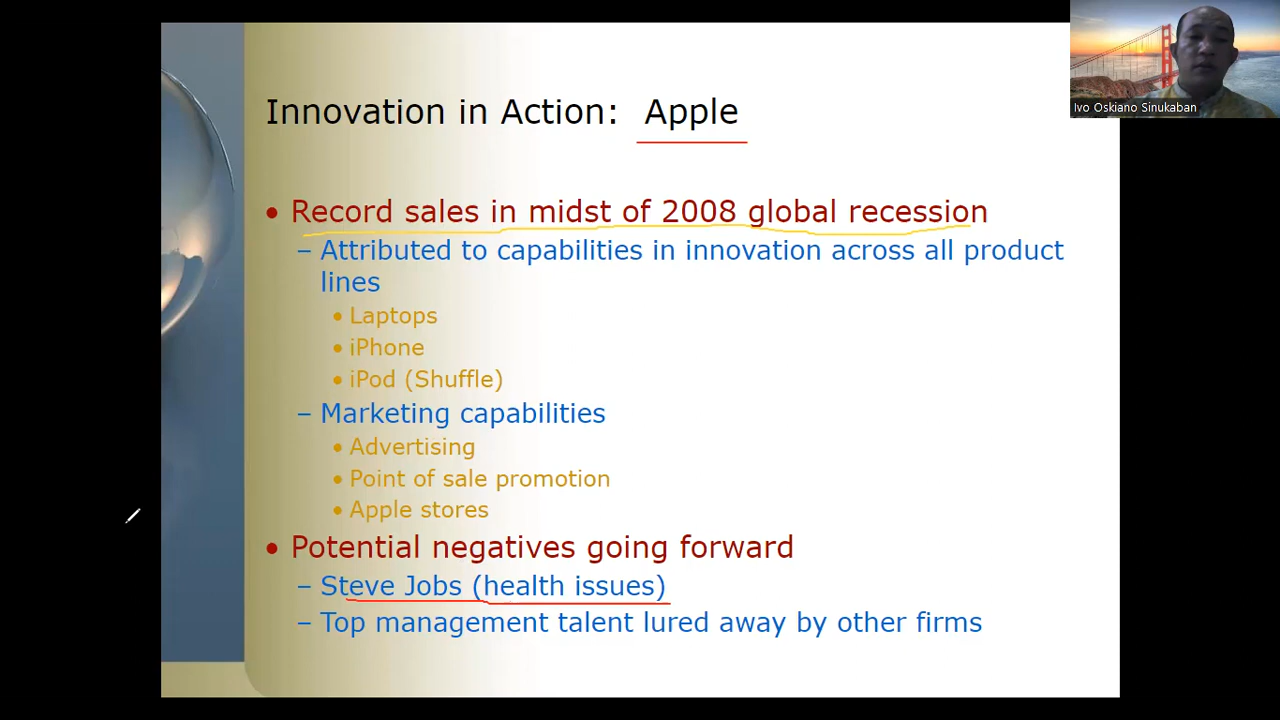 Innovation in Action: Apple
Ivo Oskiano Sinukaban
• Record sales in midst of 2008 global recession
– Attributed to capabilities in innovation across all product
lines
• Laptops
• iPhone
• iPod (Shuffle)
– Marketing capabilities
• Advertising
• Point of sale promotion
• Apple stores
• Potential negatives going forward
– Steve Jobs (health issues)
– Top management talent lured away by other firms